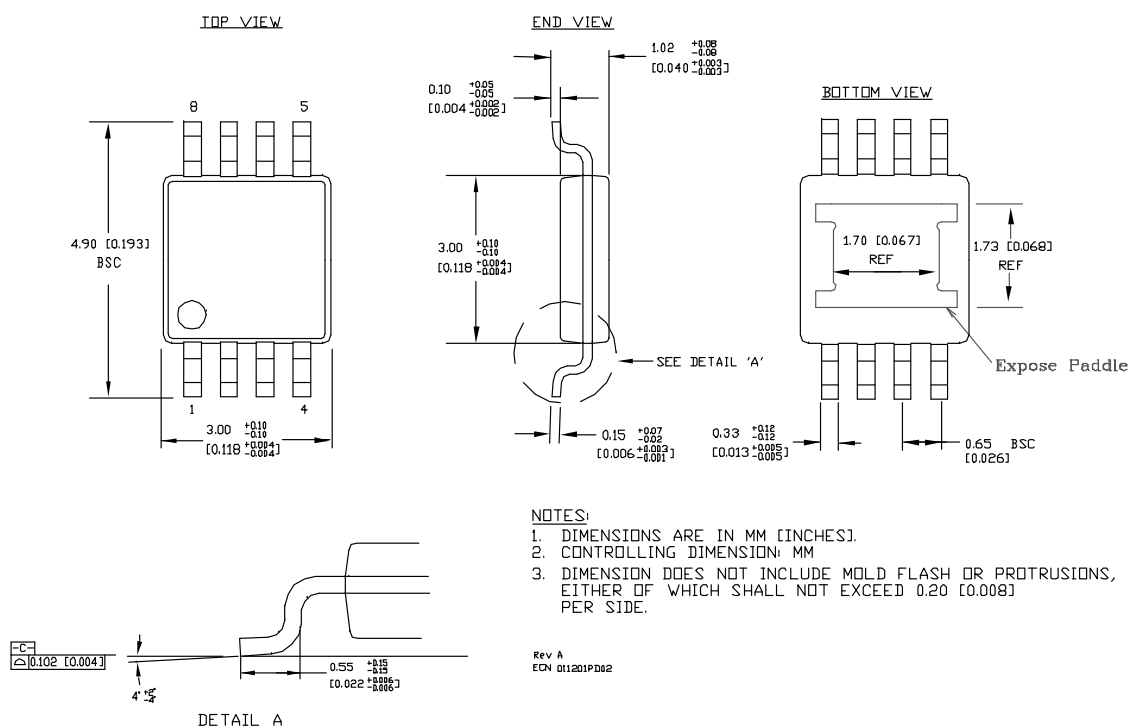 TOP VIEW
END VIEW
BOTTOM VIEW
8
5
4.90 [0.193]
BSC
1
4
3.00 +0.10 -0.10
[0.118 +0.004 -0.004]
1.02 +0.08 -0.08
[0.040 +0.003 -0.003]
0.10 +0.05 -0.05
[0.004 +0.002 -0.002]
3.00 +0.10 -0.10
[0.118 +0.004 -0.004]
SEE DETAIL 'A'
0.15 +0.07 -0.02
[0.006 +0.003 -0.001]
1.70 [0.067]
REF
1.73 [0.068]
REF
Expose Paddle
0.33 +0.12 -0.12
[0.013 +0.005 -0.005]
0.65 BSC
[0.026]
NOTES:
1. DIMENSIONS ARE IN MM [INCHES].
2. CONTROLLING DIMENSION: MM
3. DIMENSION DOES NOT INCLUDE MOLD FLASH OR PROTRUSIONS,
EITHER OF WHICH SHALL NOT EXCEED 0.20 [0.008]
PER SIDE.
Rev A
ECN 011201PD02
-C-
0.102 [0.004]
4° +2° -4°
0.55 +0.15 -0.15
[0.022 +0.006 -0.006]
DETAIL A